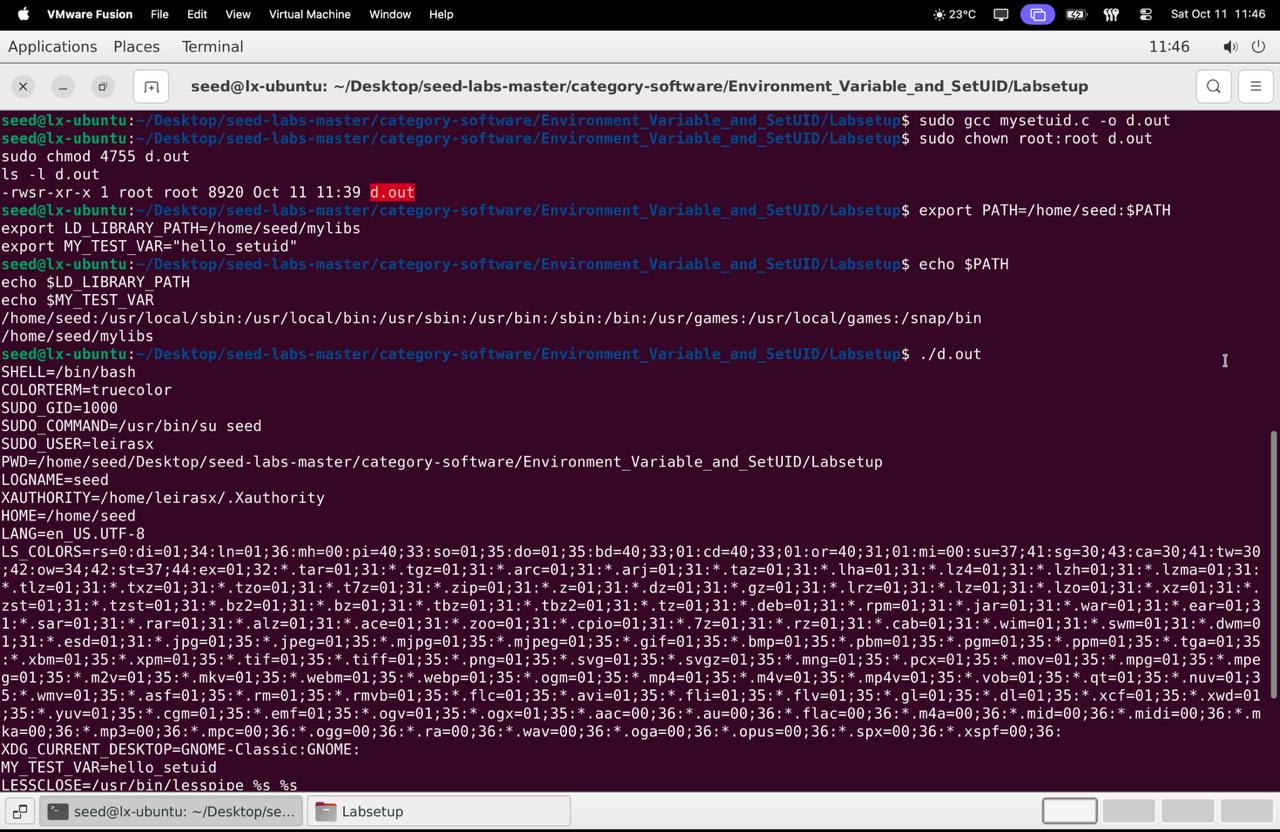 VMware Fusion File Edit View Virtual Machine Window Help 23°C Sat Oct 11 11:46
Applications Places Terminal 11:46
seed@lx-ubuntu: ~/Desktop/seed-labs-master/category-software/Environment_Variable_and_SetUID/Labsetup
seed@lx-ubuntu:~/Desktop/seed-labs-master/category-software/Environment_Variable_and_SetUID/Labsetup$ sudo gcc mysetuid.c -o d.out
seed@lx-ubuntu:~/Desktop/seed-labs-master/category-software/Environment_Variable_and_SetUID/Labsetup$ sudo chown root:root d.out
sudo chmod 4755 d.out
ls -l d.out
-rwsr-xr-x 1 root root 8920 Oct 11 11:39 d.out
seed@lx-ubuntu:~/Desktop/seed-labs-master/category-software/Environment_Variable_and_SetUID/Labsetup$ export PATH=/home/seed:$PATH
export LD_LIBRARY_PATH=/home/seed/mylibs
export MY_TEST_VAR="hello_setuid"
seed@lx-ubuntu:~/Desktop/seed-labs-master/category-software/Environment_Variable_and_SetUID/Labsetup$ echo $PATH
echo $LD_LIBRARY_PATH
echo $MY_TEST_VAR
/home/seed:/usr/local/sbin:/usr/local/bin:/usr/sbin:/usr/bin:/sbin:/bin:/usr/games:/usr/local/games:/snap/bin
/home/seed/mylibs
seed@lx-ubuntu:~/Desktop/seed-labs-master/category-software/Environment_Variable_and_SetUID/Labsetup$ ./d.out
SHELL=/bin/bash
COLORTERM=truecolor
SUDO_GID=1000
SUDO_COMMAND=/usr/bin/su seed
SUDO_USER=leirasx
PWD=/home/seed/Desktop/seed-labs-master/category-software/Environment_Variable_and_SetUID/Labsetup
LOGNAME=seed
XAUTHORITY=/home/leirasx/.Xauthority
HOME=/home/seed
LANG=en_US.UTF-8
LS_COLORS=rs=0:di=01;34:ln=01;36:mh=00:pi=40;33:so=01;35:do=01;35:bd=40;33;01:cd=40;33;01:or=40;31;01:mi=00:su=37;41:sg=30;43:ca=30;41:tw=30
;42:ow=34;42:st=37;44:ex=01;32:*.tar=01;31:*.tgz=01;31:*.arc=01;31:*.arj=01;31:*.taz=01;31:*.lha=01;31:*.lz4=01;31:*.lzh=01;31:*.lzma=01;31:
*.tlz=01;31:*.txz=01;31:*.tzo=01;31:*.t7z=01;31:*.zip=01;31:*.z=01;31:*.dz=01;31:*.gz=01;31:*.lrz=01;31:*.lz=01;31:*.lzo=01;31:*.xz=01;31:*.
zst=01;31:*.tzst=01;31:*.bz2=01;31:*.bz=01;31:*.tbz=01;31:*.tbz2=01;31:*.tz=01;31:*.deb=01;31:*.rpm=01;31:*.jar=01;31:*.war=01;31:*.ear=01;3
1:*.sar=01;31:*.rar=01;31:*.alz=01;31:*.ace=01;31:*.zoo=01;31:*.cpio=01;31:*.7z=01;31:*.rz=01;31:*.cab=01;31:*.wim=01;31:*.swm=01;31:*.dwm=0
1;31:*.esd=01;31:*.jpg=01;35:*.jpeg=01;35:*.mjpg=01;35:*.mjpeg=01;35:*.gif=01;35:*.bmp=01;35:*.pbm=01;35:*.pgm=01;35:*.ppm=01;35:*.tga=01;35
:*.xbm=01;35:*.xpm=01;35:*.tif=01;35:*.tiff=01;35:*.png=01;35:*.svg=01;35:*.svgz=01;35:*.mng=01;35:*.pcx=01;35:*.mov=01;35:*.mpg=01;35:*.mpe
g=01;35:*.m2v=01;35:*.mkv=01;35:*.webm=01;35:*.webp=01;35:*.ogm=01;35:*.mp4=01;35:*.m4v=01;35:*.mp4v=01;35:*.vob=01;35:*.qt=01;35:*.nuv=01;3
5:*.wmv=01;35:*.asf=01;35:*.rm=01;35:*.rmvb=01;35:*.flc=01;35:*.avi=01;35:*.fli=01;35:*.flv=01;35:*.gl=01;35:*.dl=01;35:*.xcf=01;35:*.xwd=01
;35:*.yuv=01;35:*.cgm=01;35:*.emf=01;35:*.ogv=01;35:*.ogx=01;35:*.aac=00;36:*.au=00;36:*.flac=00;36:*.m4a=00;36:*.mid=00;36:*.midi=00;36:*.m
ka=00;36:*.mp3=00;36:*.mpc=00;36:*.ogg=00;36:*.ra=00;36:*.wav=00;36:*.oga=00;36:*.opus=00;36:*.spx=00;36:*.xspf=00;36:
XDG_CURRENT_DESKTOP=GNOME-Classic:GNOME:
MY_TEST_VAR=hello_setuid
LESSCLOSE=/usr/bin/lesspipe %s %s
seed@lx-ubuntu: ~/Desktop/se... Labsetup